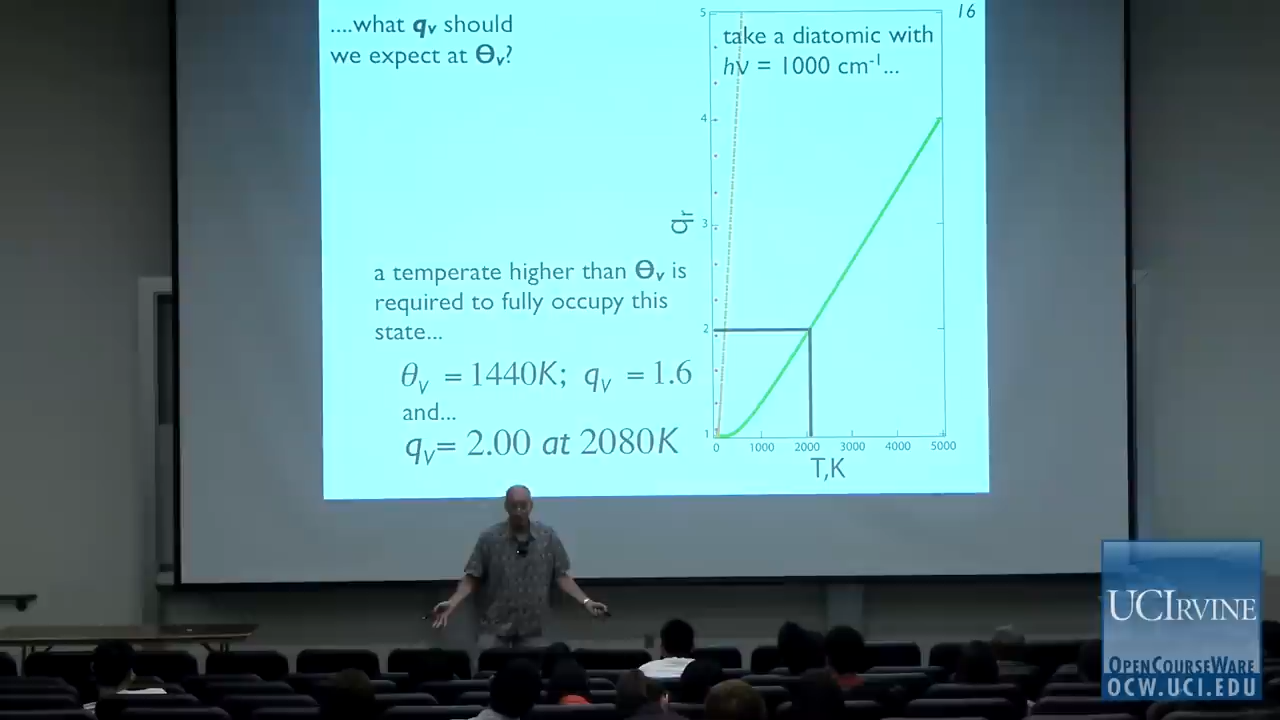 ....what qv should
we expect at Θv?
a temperate higher than Θv is
required to fully occupy this
state...
θv = 1440K; qv = 1.6
and...
qv= 2.00 at 2080K
16
take a diatomic with
hν = 1000 cm-1...
qr
5
4
3
2
1
0 1000 2000 3000 4000 5000
T,K
UCIRVINE
OPENCOURSEWARE
OCW.UCI.EDU